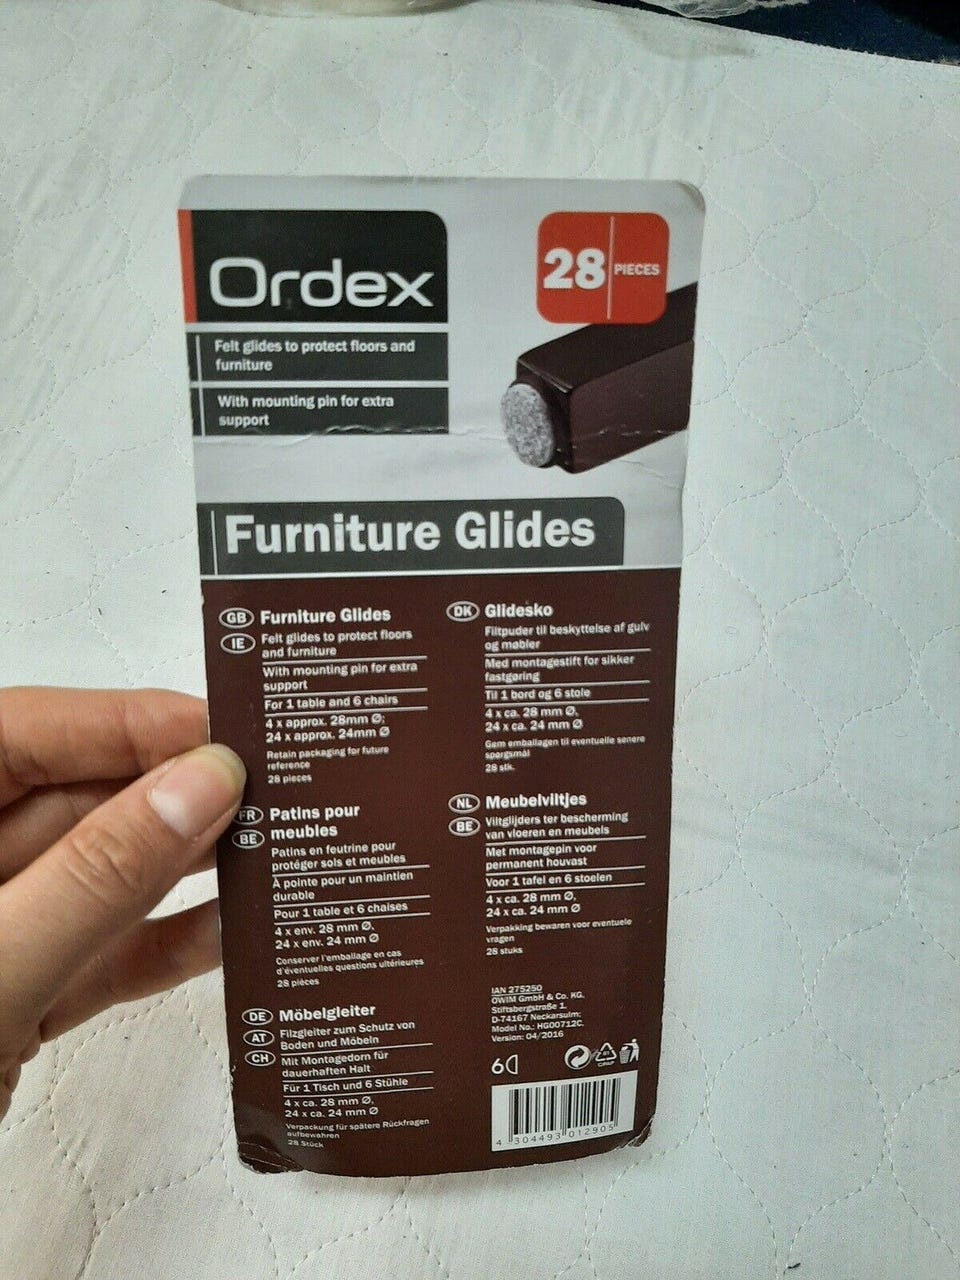 Ordex
28 PIECES
Felt glides to protect floors and
furniture
With mounting pin for extra
support
Furniture Glides
GB Furniture Glides
IE Felt glides to protect floors
and furniture
With mounting pin for extra
support
For 1 table and 6 chairs
4 x approx. 28mm Ø;
24 x approx. 24mm Ø
Retain packaging for future
reference
28 pieces
FR Patins pour
BE meubles
Patins en feutrine pour
protéger sols et meubles
À pointe pour un maintien
durable
Pour 1 table et 6 chaises
4 x env. 28 mm Ø,
24 x env. 24 mm Ø
Conserver l'emballage en cas
d'éventuelles questions ultérieures
28 pièces
DE Möbelgleiter
AT Filzgleiter zum Schutz von
Boden und Möbeln
CH Mit Montagedorn für
dauerhaften Halt
Für 1 Tisch und 6 Stühle
4 x ca. 28 mm Ø,
24 x ca. 24 mm Ø
Verpackung für spätere Rückfragen
aufbewahren
28 Stück
DK Glidesko
Filtpuder til beskyttelse af gulv
og møbler
Med montagestift for sikker
fastgøring
Til 1 bord og 6 stole
4 x ca. 28 mm Ø,
24 x ca. 24 mm Ø
Gem emballagen til eventuelle senere
spørgsmål
28 stk.
NL Meubelviltjes
BE Viltglijders ter bescherming
van vloeren en meubels
Met montagepin voor
permanent houvast
Voor 1 tafel en 6 stoelen
4 x ca. 28 mm Ø,
24 x ca. 24 mm Ø
Verpakking bewaren voor eventuele
vragen
28 stuks
IAN 275250
OWIM GmbH & Co. KG,
Stiftsbergstraße 1,
D-74167 Neckarsulm;
Model No.: HG00712C,
Version: 04/2016
6
81
C/PAP
4 304493 012905